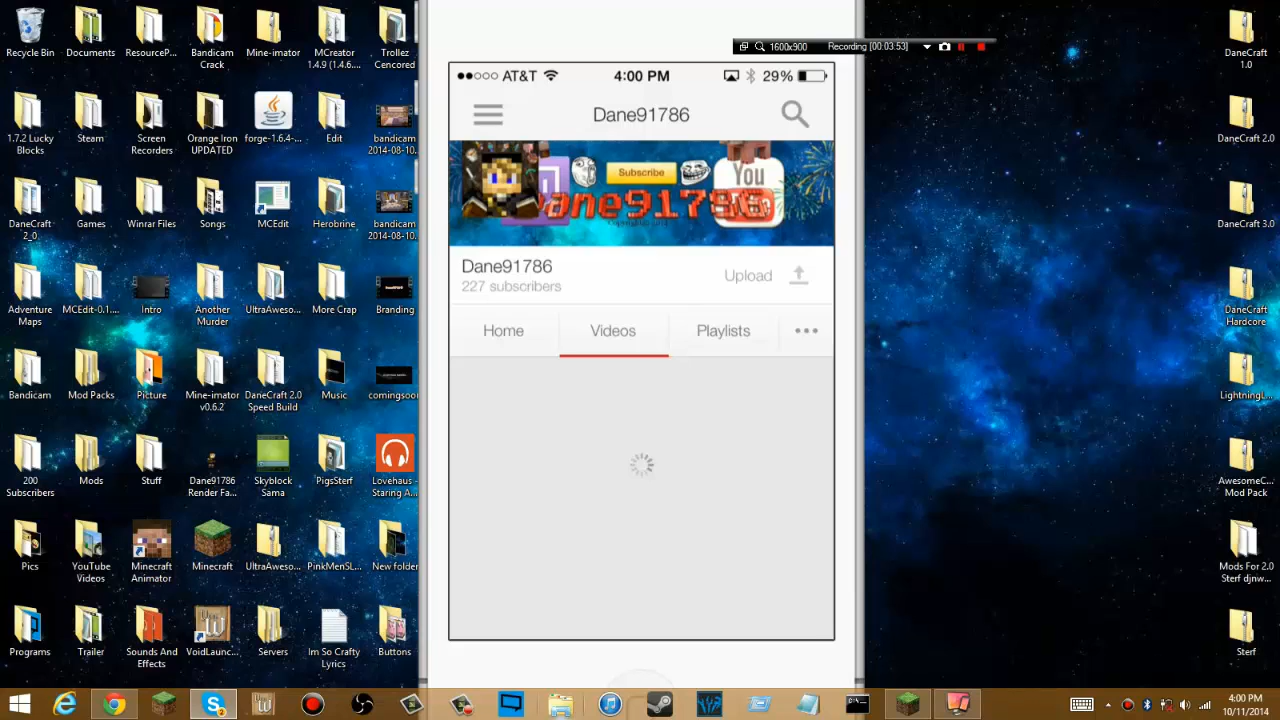 1600x900 Recording [00:03:53]
Recycle Bin
Documents
ResourceP...
Bandicam Crack
Mine-imator
MCreator 1.4.9 (1.4.6...
Trollez Cencored
1.7.2 Lucky Blocks
Steam
Screen Recorders
Orange Iron UPDATED
forge-1.6.4-...
Edit
bandicam 2014-08-10...
DaneCraft 2.0
Games
Winrar Files
Songs
MCEdit
Herobrine
bandicam 2014-08-10...
Adventure Maps
MCEdit-0.1....
Intro
Another Murder
UltraAweso...
More Crap
Branding
Bandicam
Mod Packs
Picture
Mine-imator v0.6.2
DaneCraft 2.0 Speed Build
Music
comingsoon
200 Subscribers
Mods
Stuff
Dane91786 Render Fa...
Skyblock Sama
PigsSterf
Lovehaus - Staring A...
Pics
YouTube Videos
Minecraft Animator
Minecraft
UltraAweso...
PinkMenSL...
New folder
Programs
Trailer
Sounds And Effects
VoidLaunc...
Servers
Im So Crafty Lyrics
Buttons
AT&T 4:00 PM 29%
Dane91786
Subscribe
You
Dane91786
Dane91786
227 subscribers
Upload
Home Videos Playlists
DaneCraft 1.0
DaneCraft 2.0
DaneCraft 3.0
DaneCraft Hardcore
LightningL...
AwesomeC... Mod Pack
Mods For 2.0 Sterf djnw...
Sterf
4:00 PM
10/11/2014